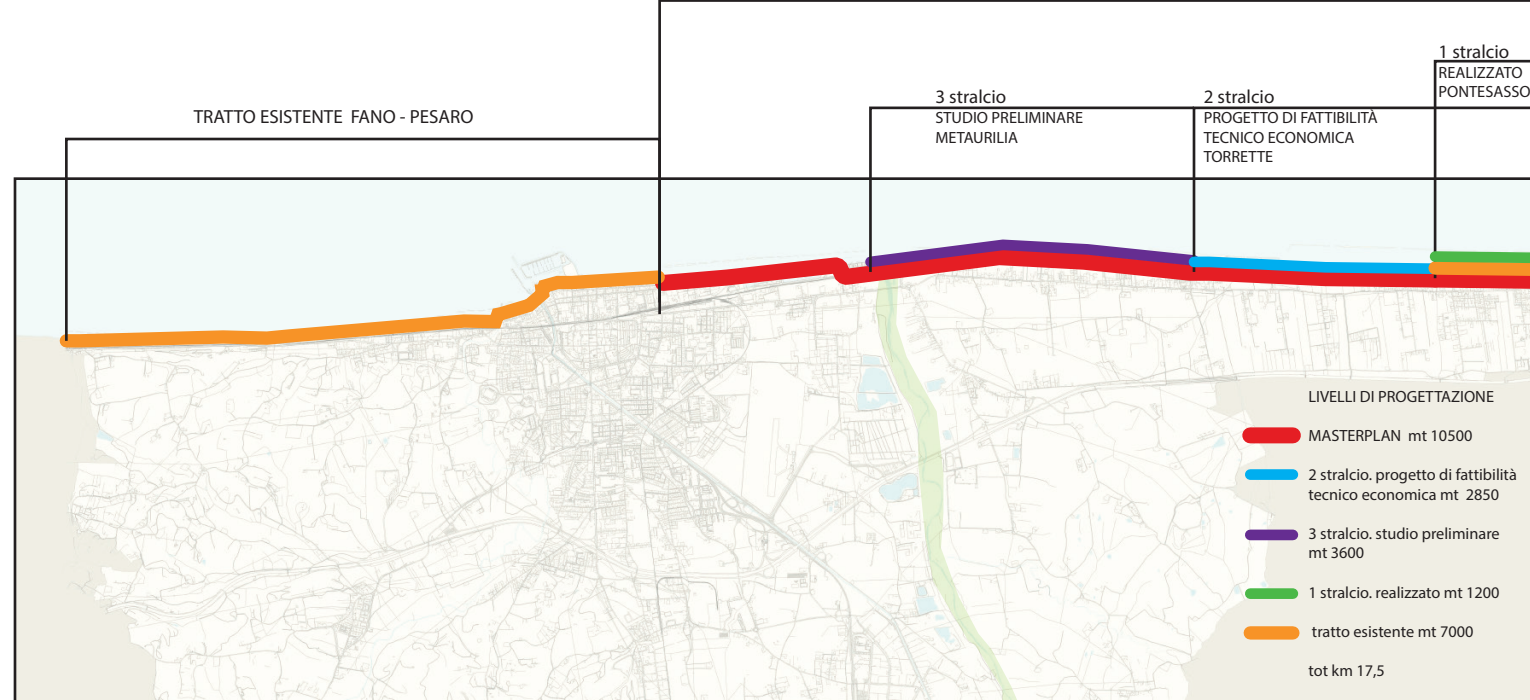 1 stralcio
REALIZZATO
PONTESASSO
3 stralcio
STUDIO PRELIMINARE
METAURILIA
2 stralcio
PROGETTO DI FATTIBILITÀ
TECNICO ECONOMICA
TORRETTE
TRATTO ESISTENTE FANO - PESARO
LIVELLI DI PROGETTAZIONE
MASTERPLAN mt 10500
2 stralcio. progetto di fattibilità
tecnico economica mt 2850
3 stralcio. studio preliminare
mt 3600
1 stralcio. realizzato mt 1200
tratto esistente mt 7000
tot km 17,5